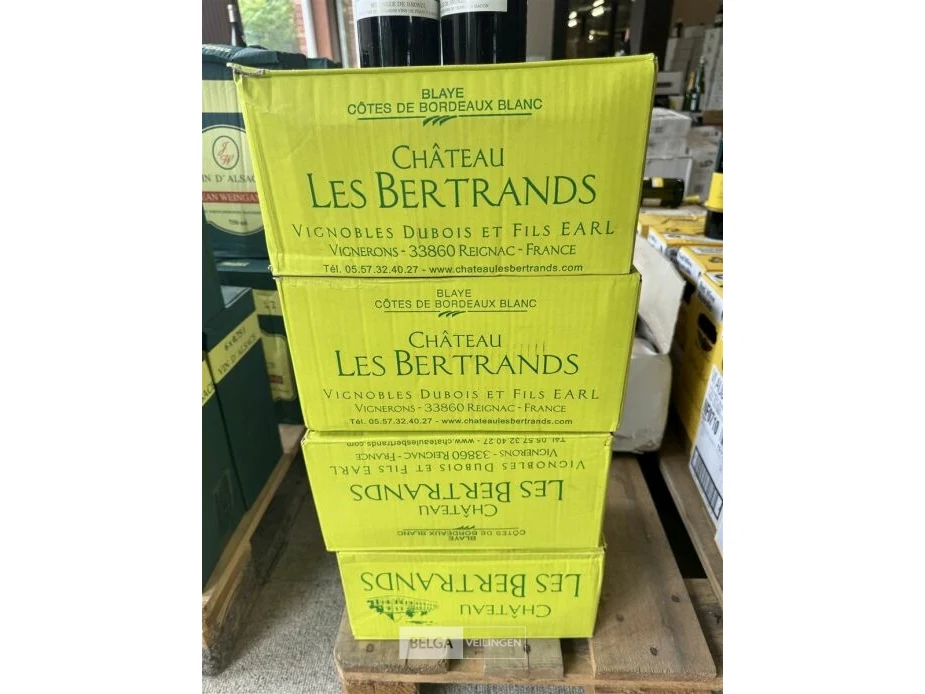 BLAYE
CÔTES DE BORDEAUX BLANC
CHÂTEAU
LES BERTRANDS
VIGNOBLES DUBOIS ET FILS EARL
VIGNERONS - 33860 REIGNAC - FRANCE
Tél. 05.57.32.40.27 - www.chateaulesbertrands.com
BLAYE
CÔTES DE BORDEAUX BLANC
CHÂTEAU
LES BERTRANDS
VIGNOBLES DUBOIS ET FILS EARL
VIGNERONS - 33860 REIGNAC - FRANCE
Tél. 05.57.32.40.27 - www.chateaulesbertrands.com
BLAYE
CÔTES DE BORDEAUX BLANC
CHÂTEAU
LES BERTRANDS
VIGNOBLES DUBOIS ET FILS EARL
VIGNERONS - 33860 REIGNAC - FRANCE
Tél. 05.57.32.40.27 - www.chateaulesbertrands.com
CHÂTEAU
LES BERTRANDS
VIN D'ALSAC
BELGA VEILINGEN